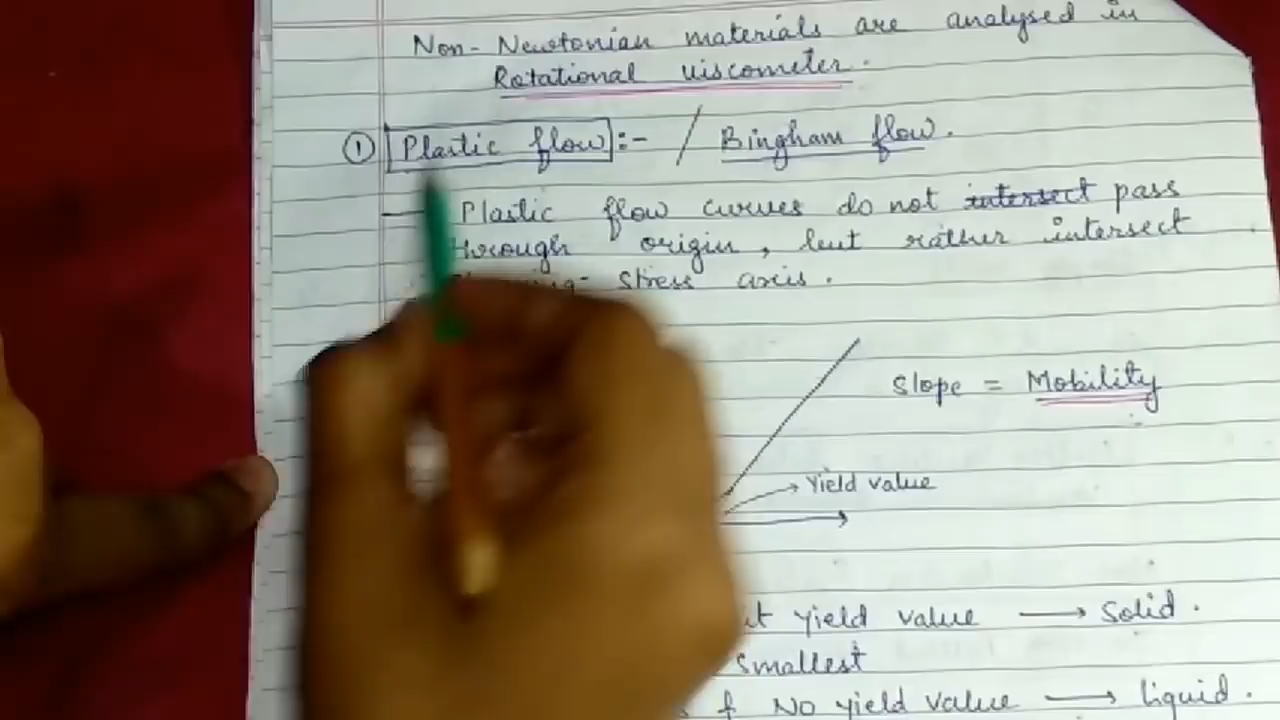 Non-Newtonian materials are analysed in
Rotational viscometer.
① Plastic flow :- / Bingham flow.
Plastic flow curves do not intersect pass
through origin, but rather intersect
stress axis.
Slope = Mobility
→ Yield value
yield value → Solid.
Smallest
No yield value → liquid.